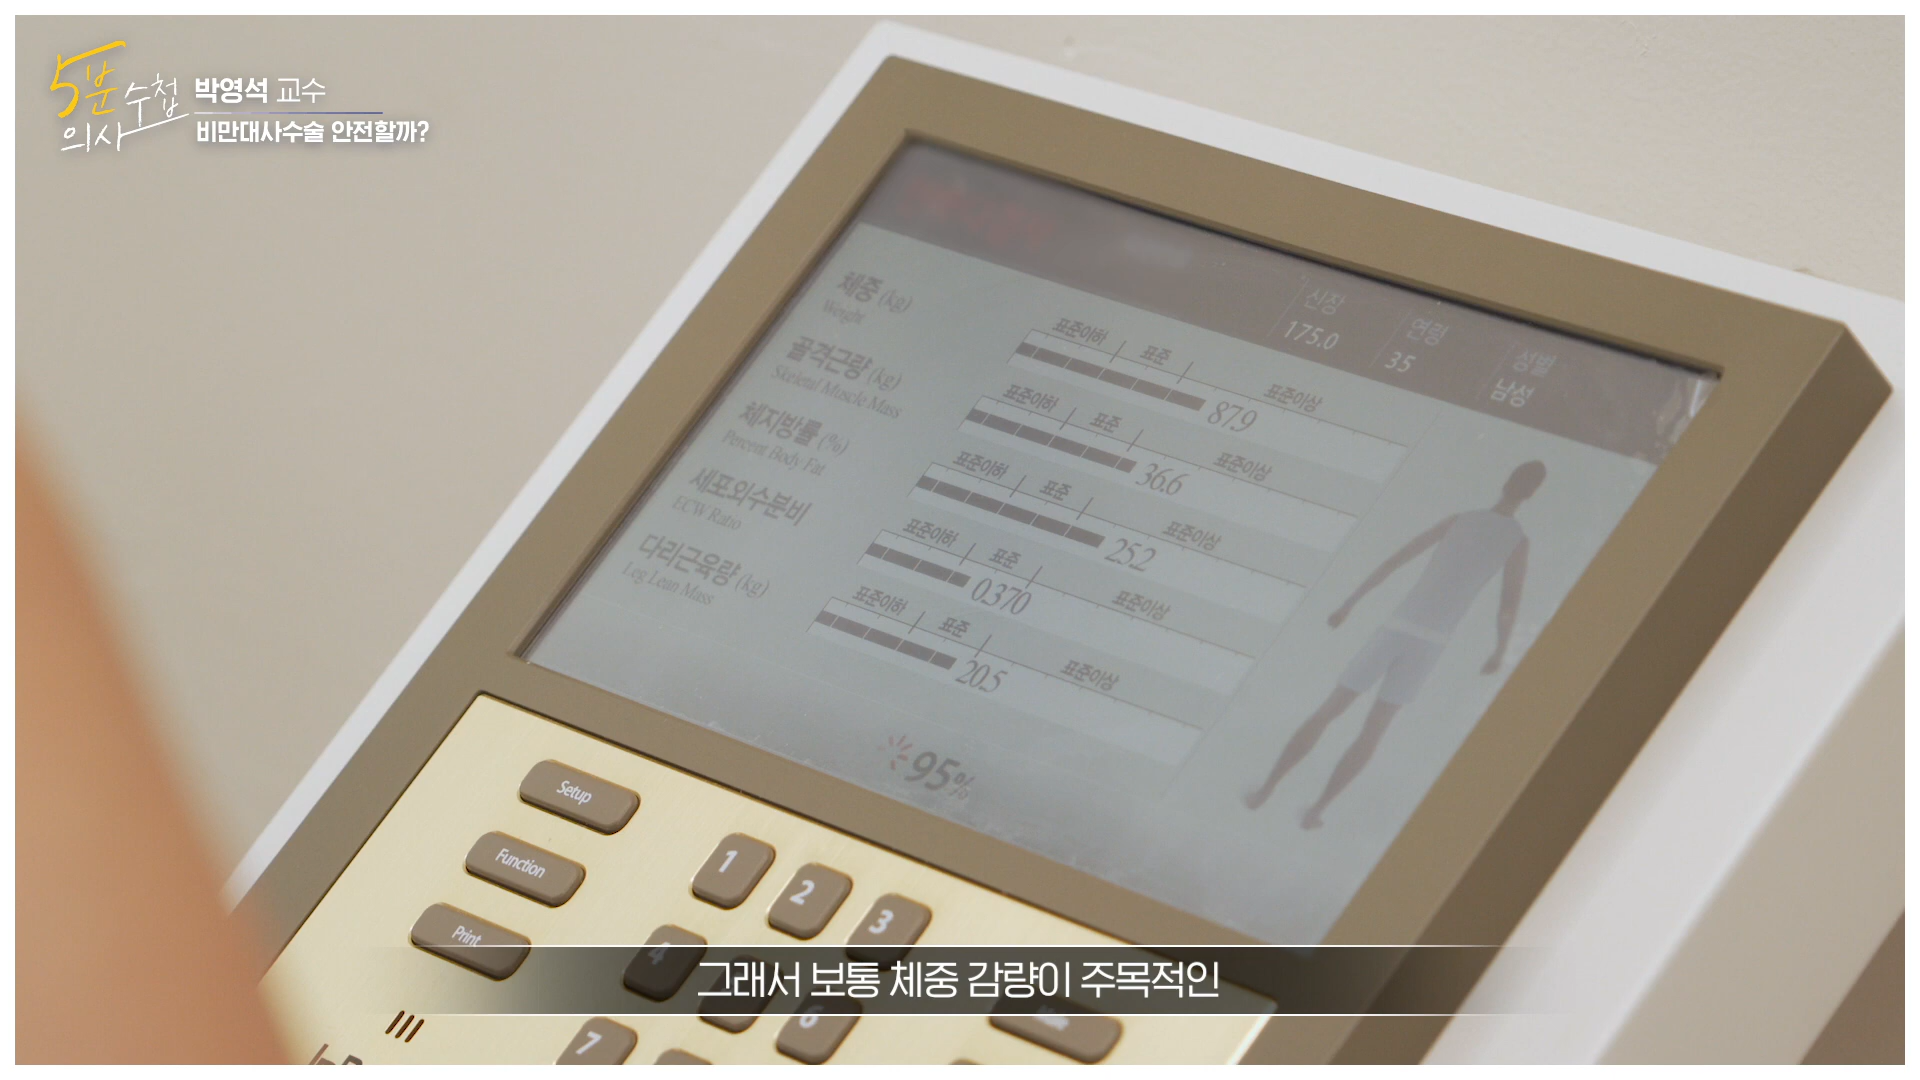 5분
의사수첩
박영석 교수
비만대사수술 안전할까?
신장
175.0
연령
35
성별
남성
체중 (kg)
Weight
표준이하 표준 표준이상
87.9
골격근량 (kg)
Skeletal Muscle Mass
표준이하 표준 표준이상
36.6
체지방률 (%)
Percent Body Fat
표준이하 표준 표준이상
25.2
세포외수분비
ECW Ratio
표준이하 표준 표준이상
0.370
다리근육량 (kg)
Leg Lean Mass
표준이하 표준 표준이상
20.5
95%
Setup
Function
Print
1 2 3
4 6
7
그래서 보통 체중 감량이 주목적인